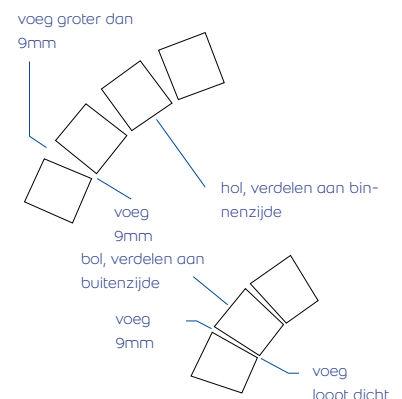 voeg groter dan
9mm
hol, verdelen aan bin-
nenzijde
voeg
9mm
bol, verdelen aan
buitenzijde
voeg
9mm
voeg
loopt dicht